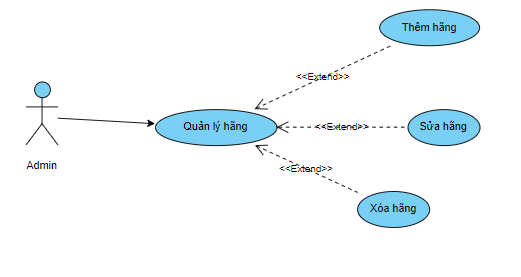 Thêm hãng
<<Extend>>
Admin
Quản lý hãng
<<Extend>>
Sửa hãng
<<Extend>>
Xóa hãng